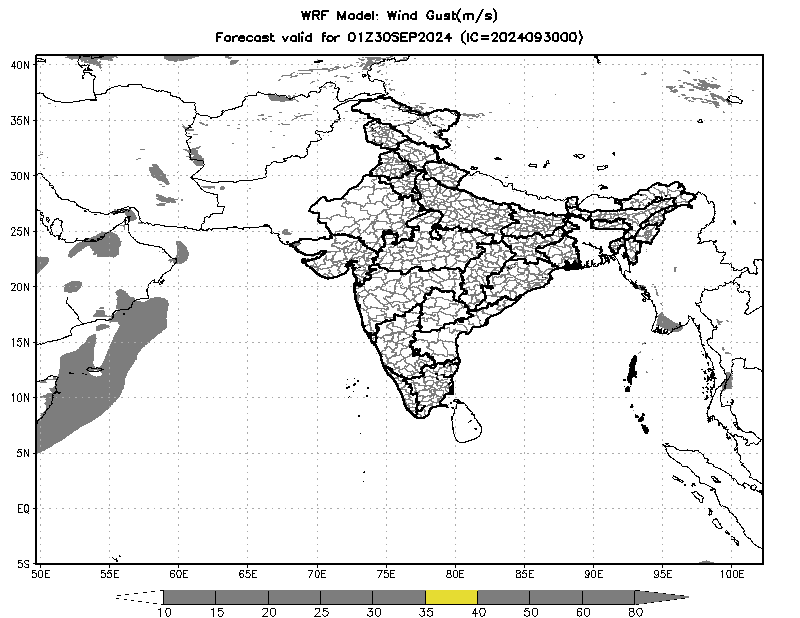 WRF Model: Wind Gust(m/s)
Forecast valid for 01Z30SEP2024 (IC=2024093000)
40N
35N
30N
25N
20N
15N
10N
5N
EQ
5S
50E 55E 60E 65E 70E 75E 80E 85E 90E 95E 100E
10 15 20 25 30 35 40 50 60 80